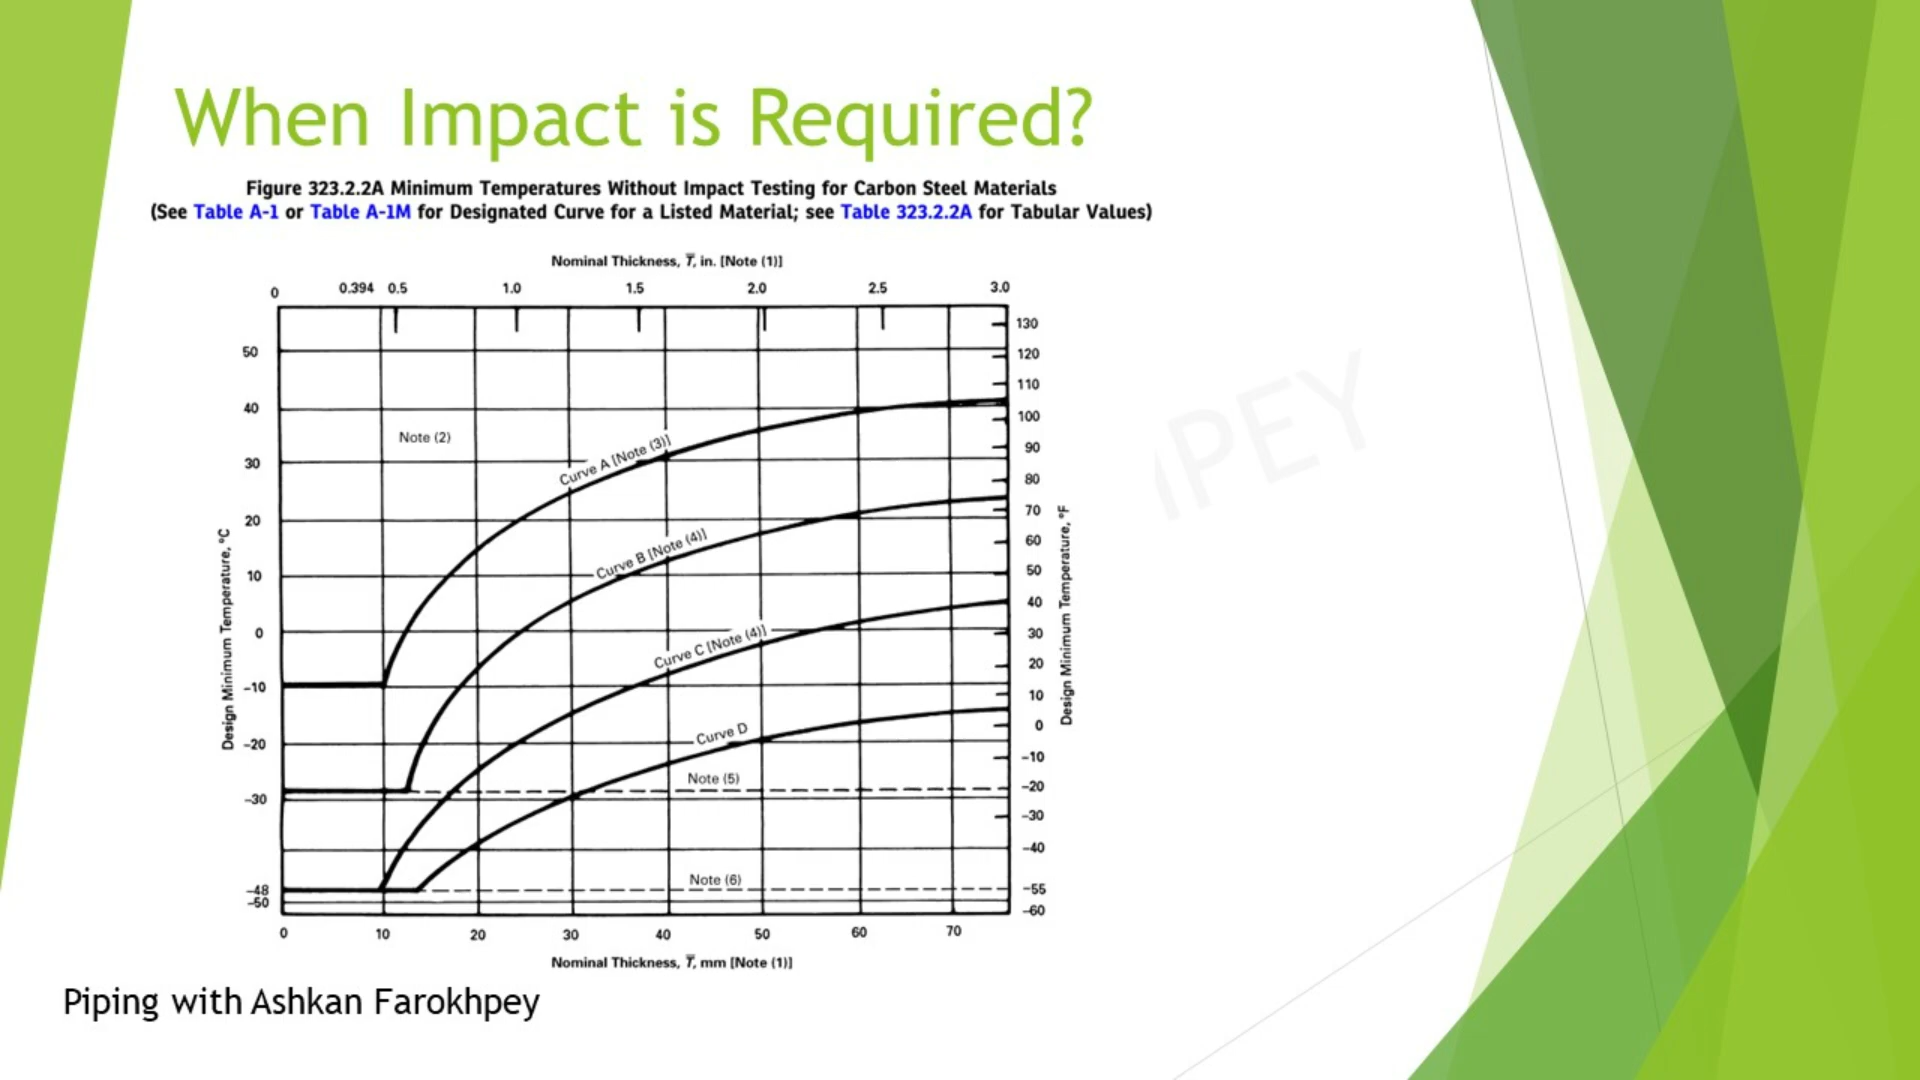 When Impact is Required?
Figure 323.2.2A Minimum Temperatures Without Impact Testing for Carbon Steel Materials
(See Table A-1 or Table A-1M for Designated Curve for a Listed Material; see Table 323.2.2A for Tabular Values)
Nominal Thickness, T̅, in. [Note (1)]
0 0.394 0.5 1.0 1.5 2.0 2.5 3.0
Design Minimum Temperature, °C
50
40
30
20
10
0
−10
−20
−30
−48
−50
Note (2)
Curve A [Note (3)]
Curve B [Note (4)]
Curve C [Note (4)]
Curve D
Note (5)
Note (6)
130
120
110
100
90
80
70
60
50
40
30
20
10
0
−10
−20
−30
−40
−55
−60
Design Minimum Temperature, °F
0 10 20 30 40 50 60 70
Nominal Thickness, T̅, mm [Note (1)]
Piping with Ashkan Farokhpey